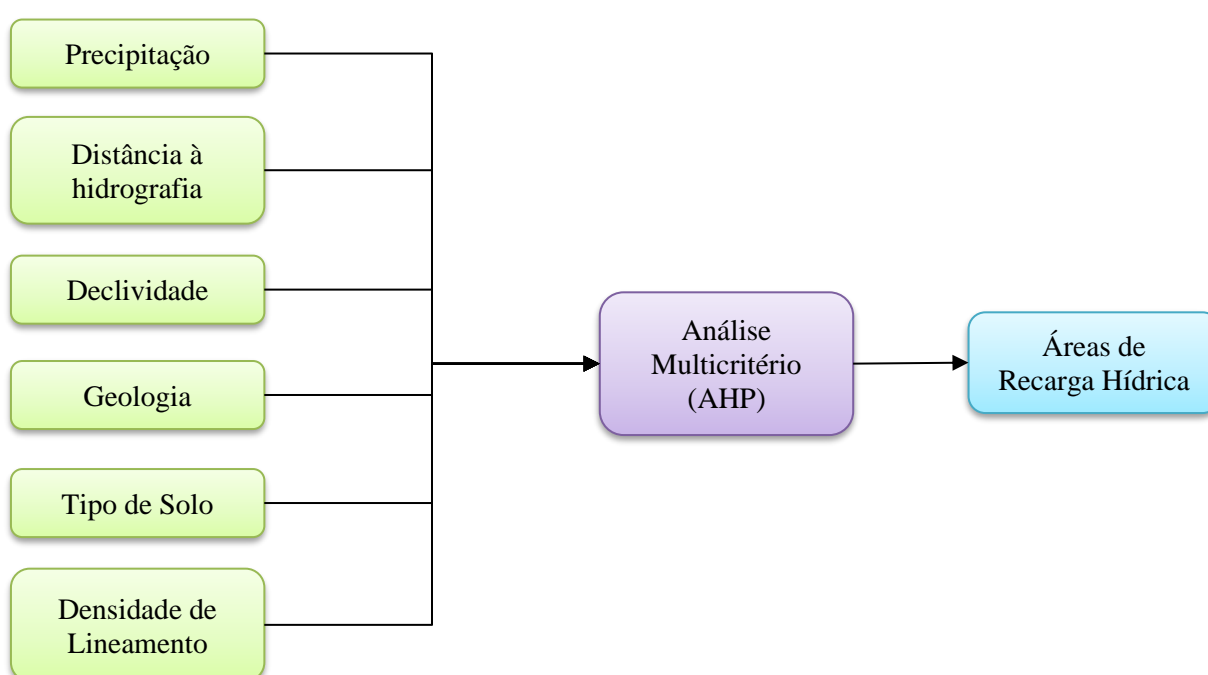 Precipitação
Distância à
hidrografia
Declividade
Geologia
Tipo de Solo
Densidade de
Lineamento
Análise
Multicritério
(AHP)
Áreas de
Recarga Hídrica